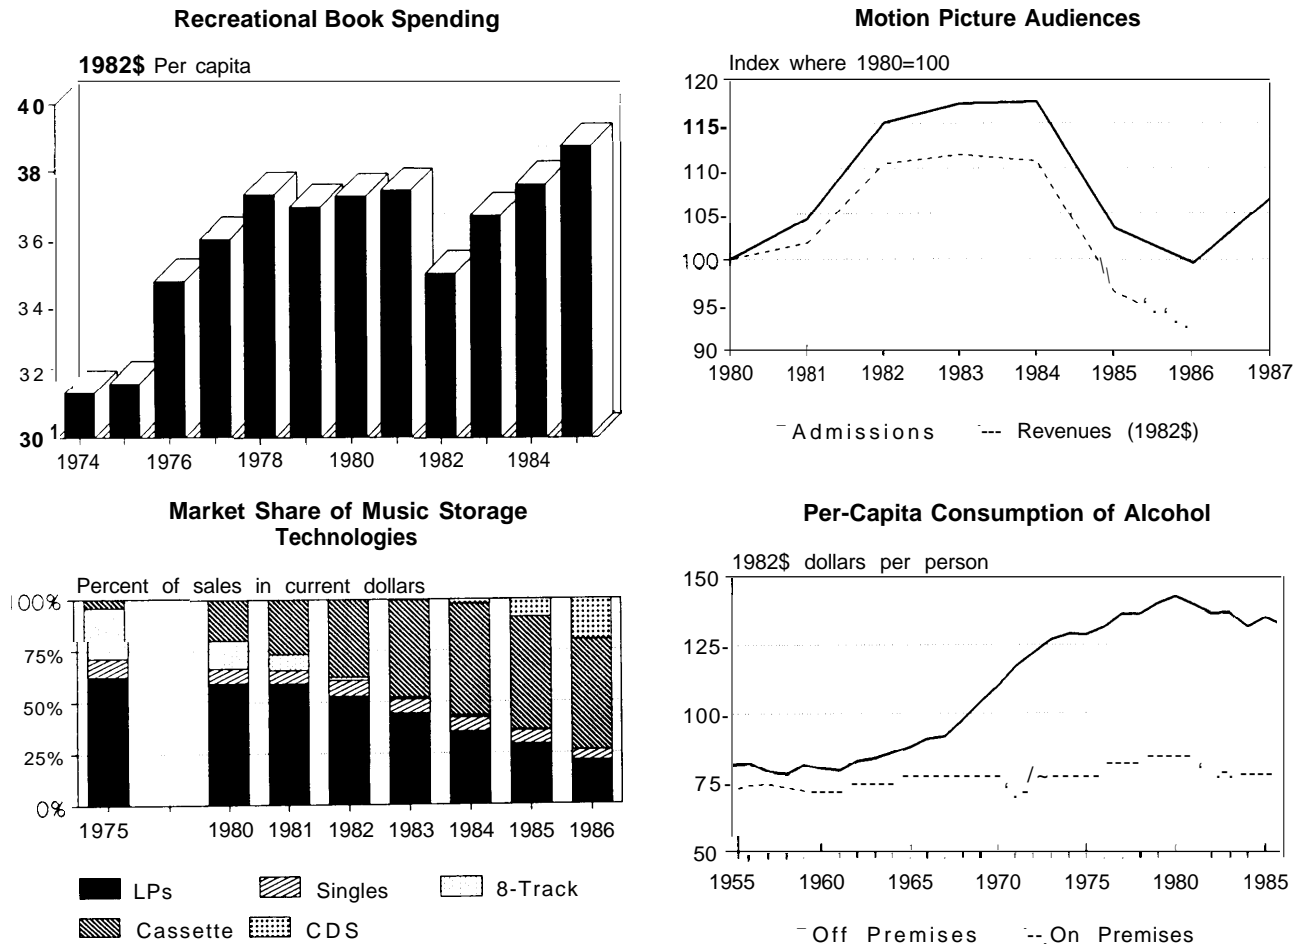 Recreational Book Spending
1982$ Per capita
40
38
36
34
32
30
1974 1976 1978 1980 1982 1984
Motion Picture Audiences
Index where 1980=100
120
115
110
105
100
95
90
1980 1981 1982 1983 1984 1985 1986 1987
Admissions --- Revenues (1982$)
Market Share of Music Storage
Technologies
Percent of sales in current dollars
100%
75%
50%
25%
0%
1975 1980 1981 1982 1983 1984 1985 1986
LPs Singles 8-Track
Cassette CDS
Per-Capita Consumption of Alcohol
1982$ dollars per person
150
125
100
75
50
1955 1960 1965 1970 1975 1980 1985
Off Premises -- On Premises